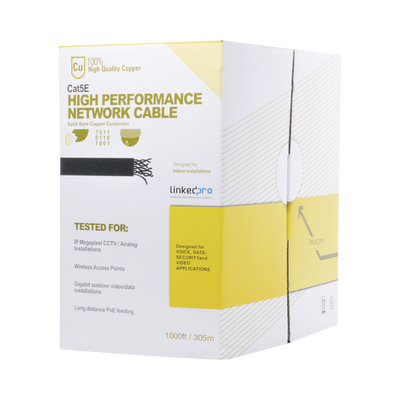 Cu
100%
High Quality Copper
Cat5E
HIGH PERFORMANCE
NETWORK CABLE
Solid Bare Copper Conductor
1011
0110
1001
Designed for
Indoor Installations
linkedpro
TESTED FOR:
IP Megapixel CCTV / Analog
installations
Wireless Access Points
Gigabit outdoor video/data
installations
Long distance PoE feeding
Designed for
VOICE, DATA,
SECURITYand
VIDEO
APPLICATIONS
1000ft / 305m